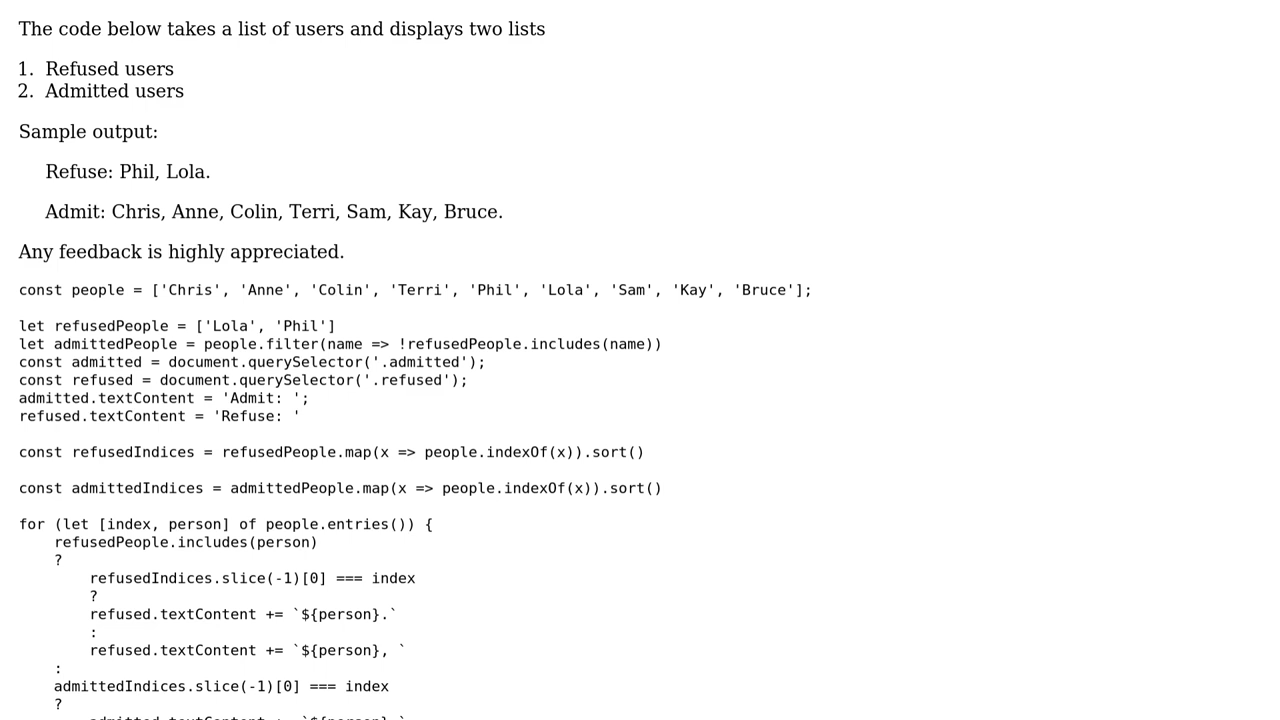 The code below takes a list of users and displays two lists
1. Refused users
2. Admitted users
Sample output:
Refuse: Phil, Lola.
Admit: Chris, Anne, Colin, Terri, Sam, Kay, Bruce.
Any feedback is highly appreciated.
const people = ['Chris', 'Anne', 'Colin', 'Terri', 'Phil', 'Lola', 'Sam', 'Kay', 'Bruce'];
let refusedPeople = ['Lola', 'Phil']
let admittedPeople = people.filter(name => !refusedPeople.includes(name))
const admitted = document.querySelector('.admitted');
const refused = document.querySelector('.refused');
admitted.textContent = 'Admit: ';
refused.textContent = 'Refuse: '
const refusedIndices = refusedPeople.map(x => people.indexOf(x)).sort()
const admittedIndices = admittedPeople.map(x => people.indexOf(x)).sort()
for (let [index, person] of people.entries()) {
    refusedPeople.includes(person)
    ?
        refusedIndices.slice(-1)[0] === index
        ?
        refused.textContent += `${person}.`
        :
        refused.textContent += `${person}, `
    :
    admittedIndices.slice(-1)[0] === index
    ?